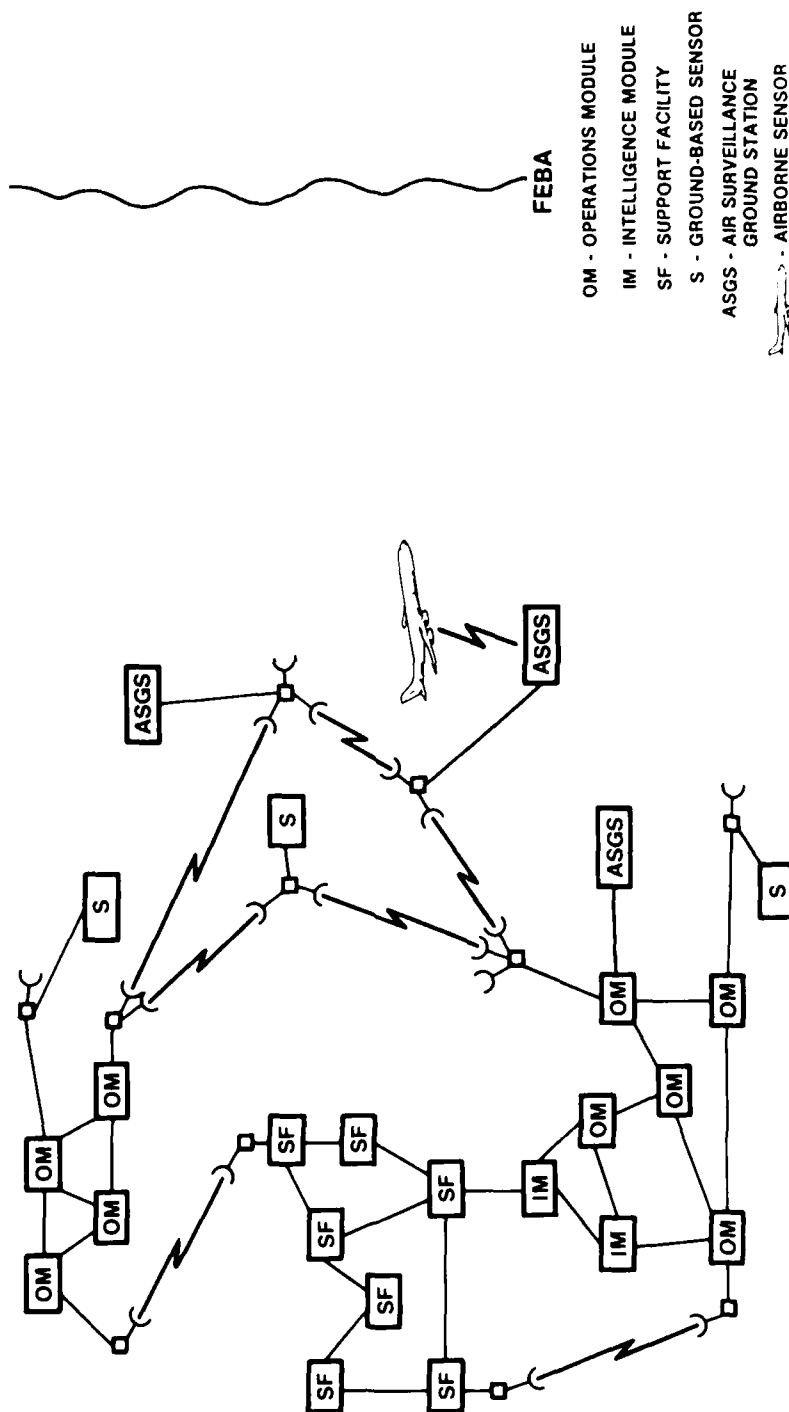 OM
OM
S
OM
OM
ASGS
SF
S
SF
SF
SF
SF
SF
SF
IM
ASGS
FEBA
OM
IM
OM
ASGS
OM
OM
OM
S
OM - OPERATIONS MODULE
IM - INTELLIGENCE MODULE
SF - SUPPORT FACILITY
S - GROUND-BASED SENSOR
ASGS - AIR SURVEILLANCE
GROUND STATION
- AIRBORNE SENSOR